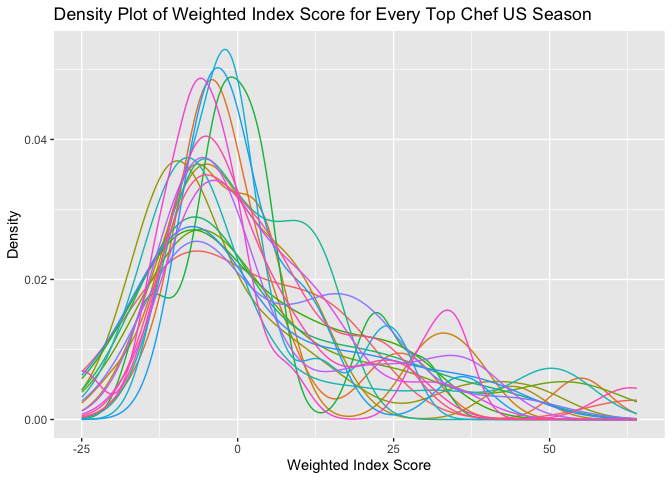 Density Plot of Weighted Index Score for Every Top Chef US Season
0.04
0.02
0.00
Density
-25 0 25 50
Weighted Index Score